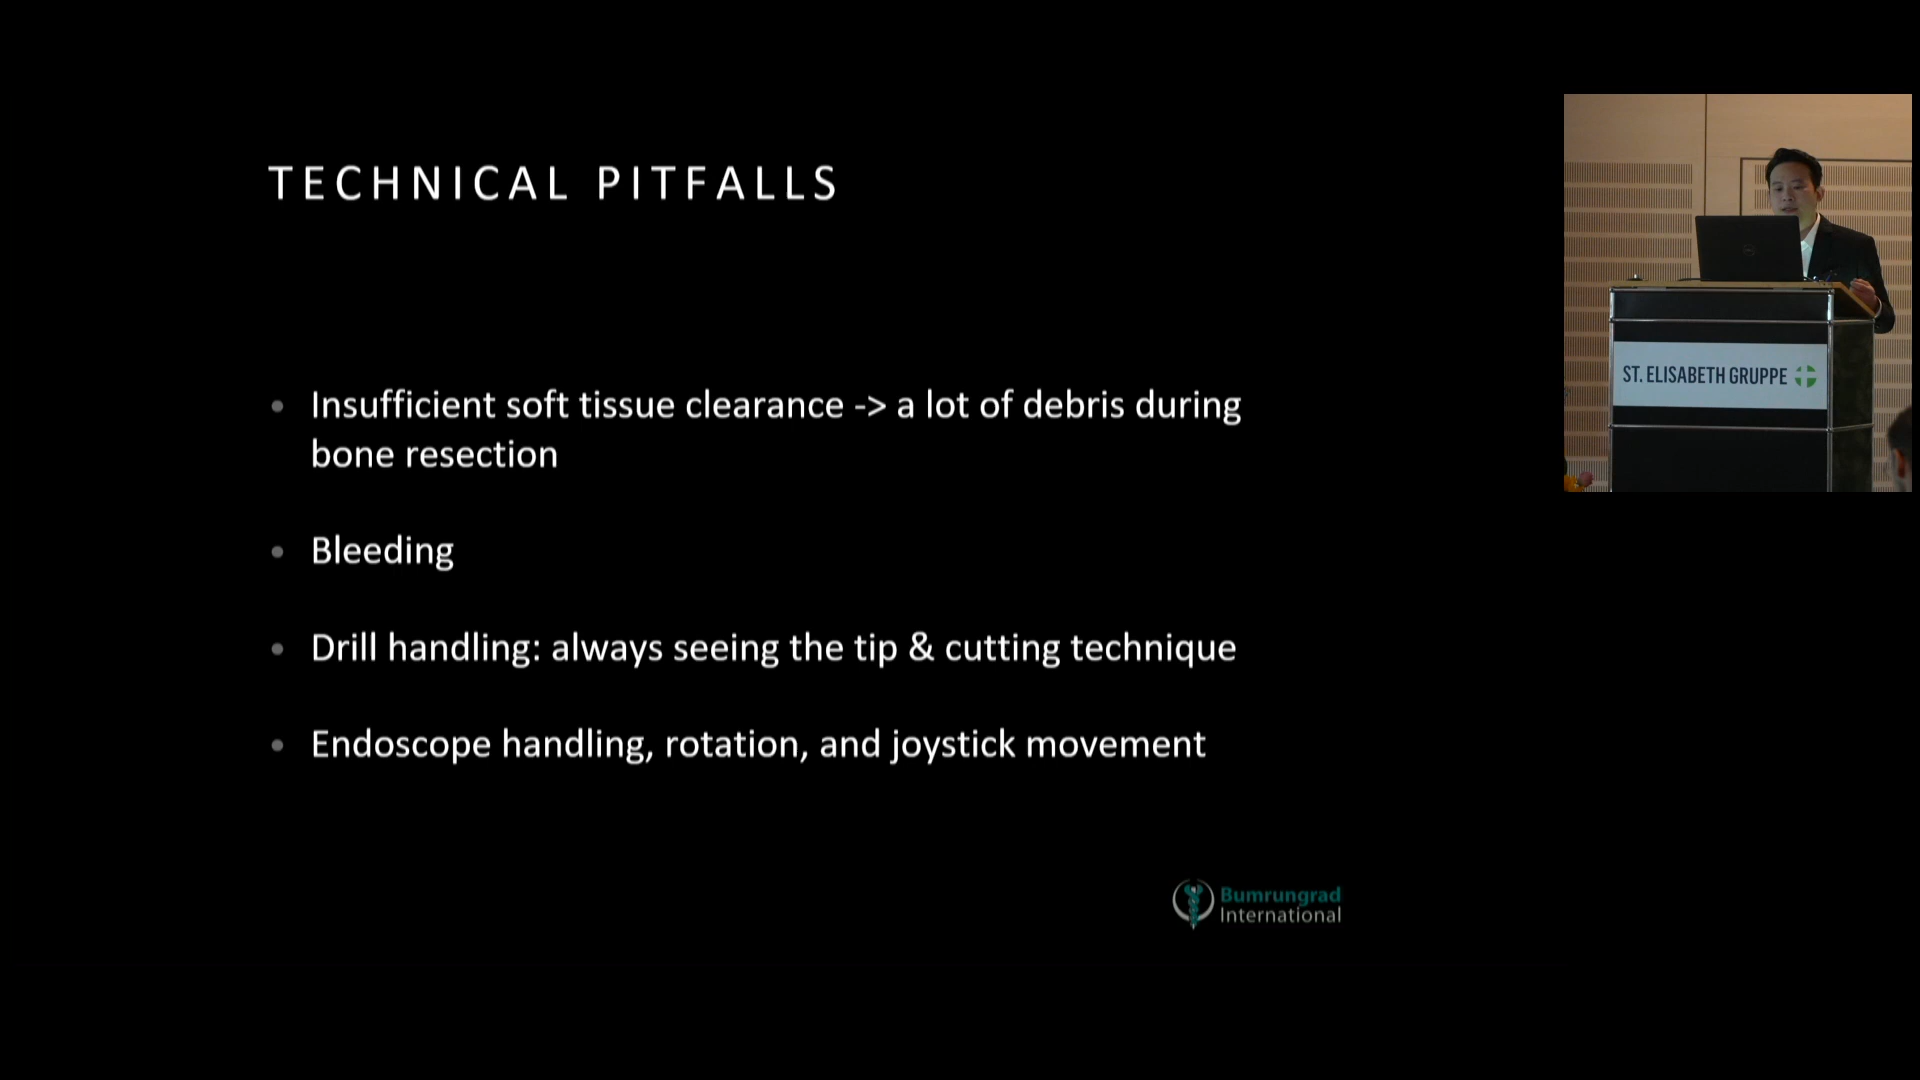 TECHNICAL PITFALLS
• Insufficient soft tissue clearance -> a lot of debris during
bone resection
• Bleeding
• Drill handling: always seeing the tip & cutting technique
• Endoscope handling, rotation, and joystick movement
Bumrungrad
International
ST. ELISABETH GRUPPE